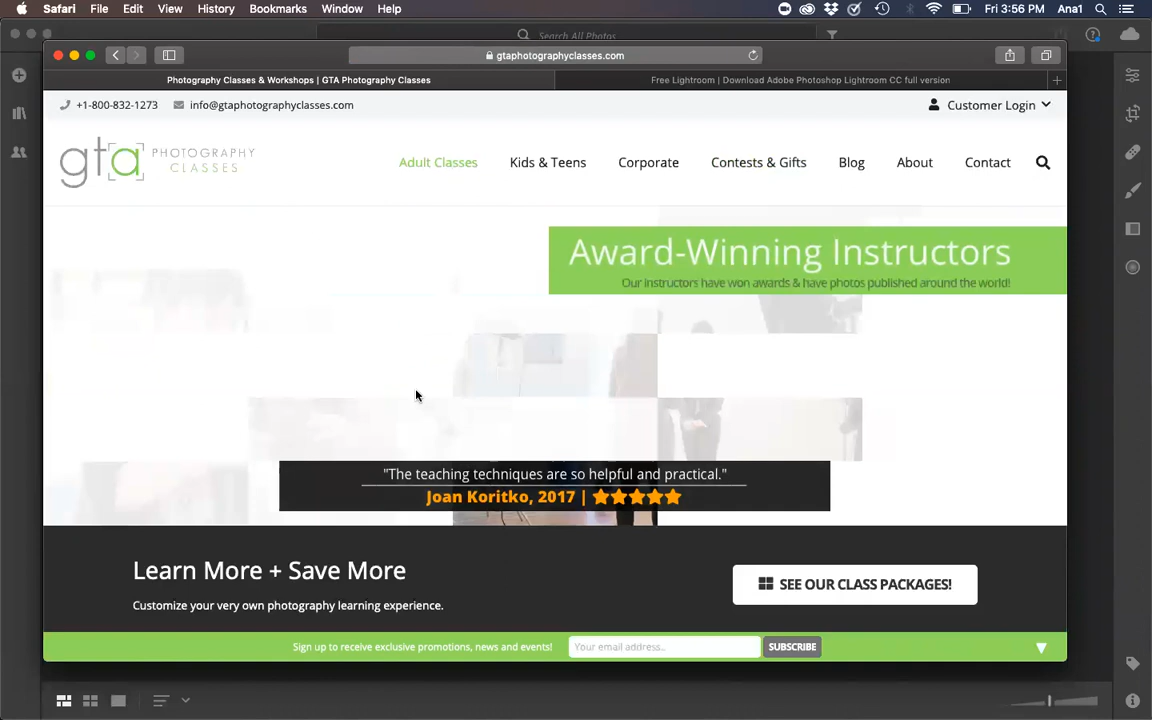 Safari File Edit View History Bookmarks Window Help Fri 3:56 PM Ana1
Search All Photos
gtaphotographyclasses.com
Photography Classes & Workshops | GTA Photography Classes
Free Lightroom | Download Adobe Photoshop Lightroom CC full version
+1-800-832-1273 info@gtaphotographyclasses.com Customer Login
gta PHOTOGRAPHY CLASSES
Adult Classes Kids & Teens Corporate Contests & Gifts Blog About Contact
Award-Winning Instructors
Our instructors have won awards & have photos published around the world!
"The teaching techniques are so helpful and practical."
Joan Koritko, 2017 |
Learn More + Save More
SEE OUR CLASS PACKAGES!
Customize your very own photography learning experience.
Sign up to receive exclusive promotions, news and events! Your email address.. SUBSCRIBE